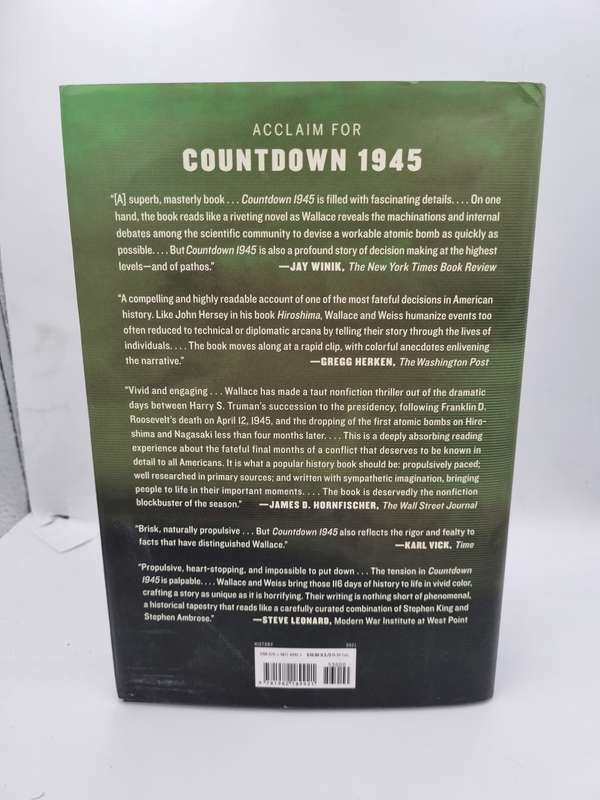 ACCLAIM FOR
COUNTDOWN 1945
"[A] superb, masterly book . . . Countdown 1945 is filled with fascinating details. . . . On one
hand, the book reads like a riveting novel as Wallace reveals the machinations and internal
debates among the scientific community to devise a workable atomic bomb as quickly as
possible. . . . But Countdown 1945 is also a profound story of decision making at the highest
levels—and of pathos." —JAY WINIK, The New York Times Book Review
"A compelling and highly readable account of one of the most fateful decisions in American
history. Like John Hersey in his book Hiroshima, Wallace and Weiss humanize events too
often reduced to technical or diplomatic arcana by telling their story through the lives of
individuals. . . . The book moves along at a rapid clip, with colorful anecdotes enlivening
the narrative." —GREGG HERKEN, The Washington Post
"Vivid and engaging . . . Wallace has made a taut nonfiction thriller out of the dramatic
days between Harry S. Truman's succession to the presidency, following Franklin D.
Roosevelt's death on April 12, 1945, and the dropping of the first atomic bombs on Hiro-
shima and Nagasaki less than four months later. . . . This is a deeply absorbing reading
experience about the fateful final months of a conflict that deserves to be known in
detail to all Americans. It is what a popular history book should be: propulsively paced;
well researched in primary sources; and written with sympathetic imagination, bringing
people to life in their important moments. . . . The book is deservedly the nonfiction
blockbuster of the season." —JAMES D. HORNFISCHER, The Wall Street Journal
"Brisk, naturally propulsive . . . But Countdown 1945 also reflects the rigor and fealty to
facts that have distinguished Wallace." —KARL VICK, Time
"Propulsive, heart-stopping, and impossible to put down . . . The tension in Countdown
1945 is palpable. . . . Wallace and Weiss bring those 116 days of history to life in vivid color,
crafting a story as unique as it is horrifying. Their writing is nothing short of phenomenal,
a historical tapestry that reads like a carefully curated combination of Stephen King and
Stephen Ambrose." —STEVE LEONARD, Modern War Institute at West Point
HISTORY 0821
53000